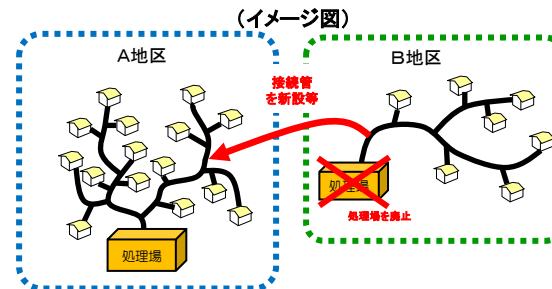 （イメージ図）
A地区
B地区
接続管
を新設等
処理場
処理場を廃止
処理場